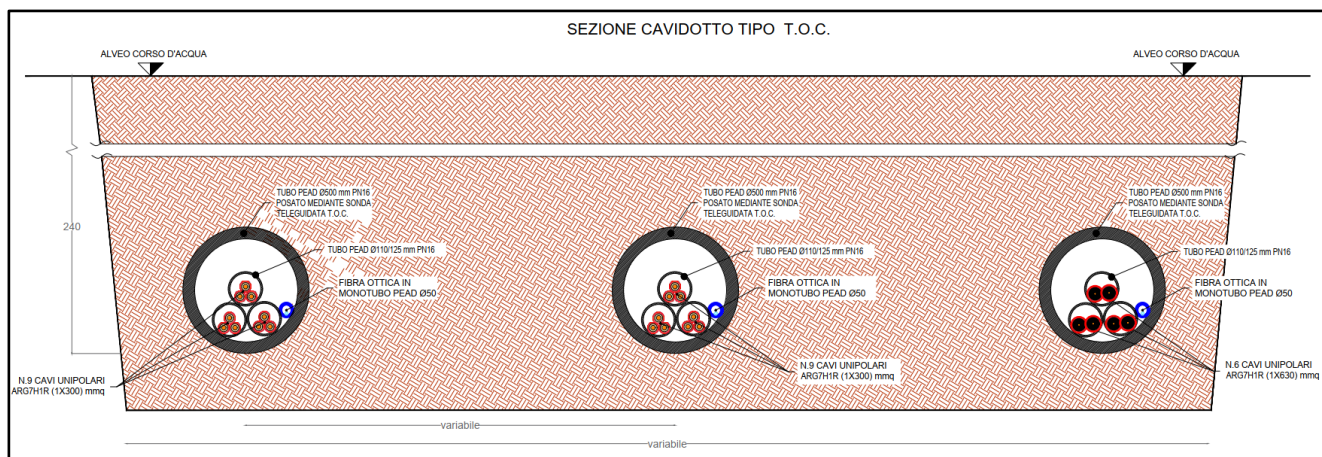 SEZIONE CAVIDOTTO TIPO T.O.C.
ALVEO CORSO D'ACQUA
ALVEO CORSO D'ACQUA
TUBO PEAD Ø500 mm PN16
POSATO MEDIANTE SONDA
TELEGUIDATA T.O.C.
TUBO PEAD Ø500 mm PN16
POSATO MEDIANTE SONDA
TELEGUIDATA T.O.C.
TUBO PEAD Ø500 mm PN16
POSATO MEDIANTE SONDA
TELEGUIDATA T.O.C.
240
TUBO PEAD Ø110/125 mm PN16
TUBO PEAD Ø110/125 mm PN16
TUBO PEAD Ø110/125 mm PN16
FIBRA OTTICA IN
MONOTUBO PEAD Ø50
FIBRA OTTICA IN
MONOTUBO PEAD Ø50
FIBRA OTTICA IN
MONOTUBO PEAD Ø50
N.9 CAVI UNIPOLARI
ARG7H1R (1X300) mmq
N.9 CAVI UNIPOLARI
ARG7H1R (1X300) mmq
N.6 CAVI UNIPOLARI
ARG7H1R (1X630) mmq
variabile
variabile